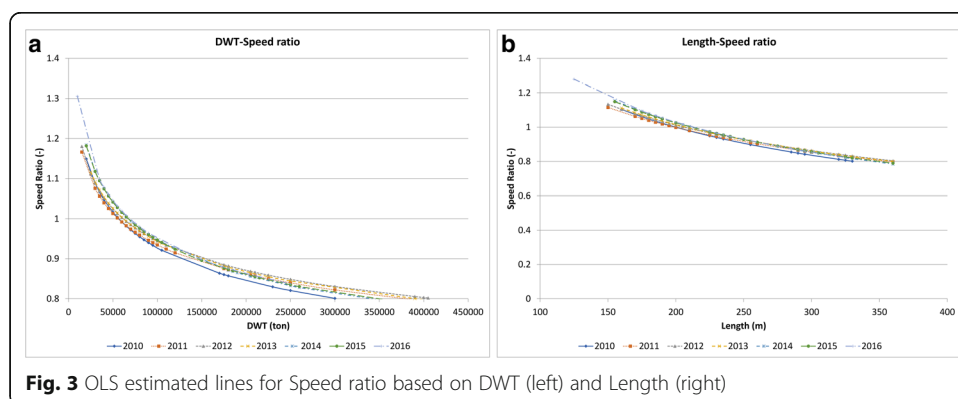 a
DWT-Speed ratio
1.4
1.3
1.2
1.1
1
0.9
0.8
Speed Ratio (-)
0 50000 100000 150000 200000 250000 300000 350000 400000 450000
DWT (ton)
2010 2011 2012 2013 2014 2015 2016
b
Length-Speed ratio
1.4
1.2
1
0.8
0.6
0.4
0.2
0
Speed Ratio (-)
100 150 200 250 300 350 400
Length (m)
2010 2011 2012 2013 2014 2015 2016
Fig. 3 OLS estimated lines for Speed ratio based on DWT (left) and Length (right)